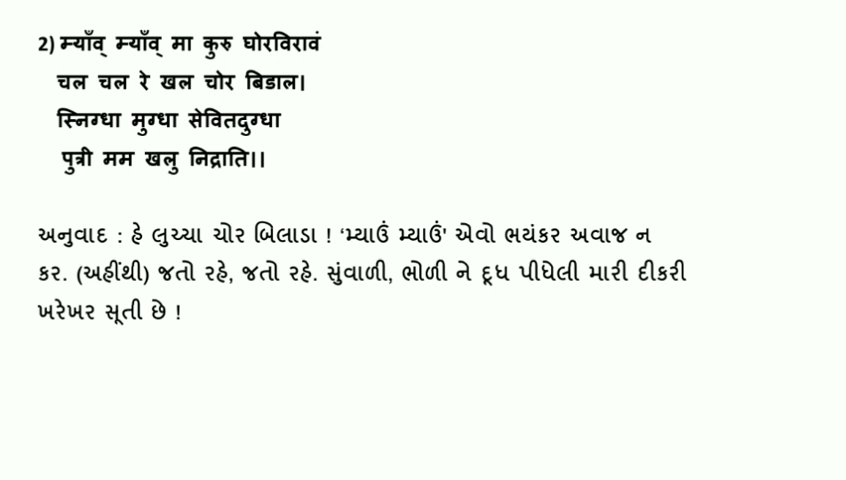 2) म्याँव् म्याँव् मा कुरु घोरविरावं
चल चल रे खल चोर बिडाल।
स्निग्धा मुग्धा सेवितदुग्धा
पुत्री मम खलु निद्राति।।
અનુવાદ : હે લુચ્ચા ચોર બિલાડા ! ‘મ્યાઉં મ્યાઉં' એવો ભયંકર અવાજ ન
કર. (અહીંથી) જતો રહે, જતો રહે. સુંવાળી, ભોળી ને દૂધ પીધેલી મારી દીકરી
ખરેખર સૂતી છે !